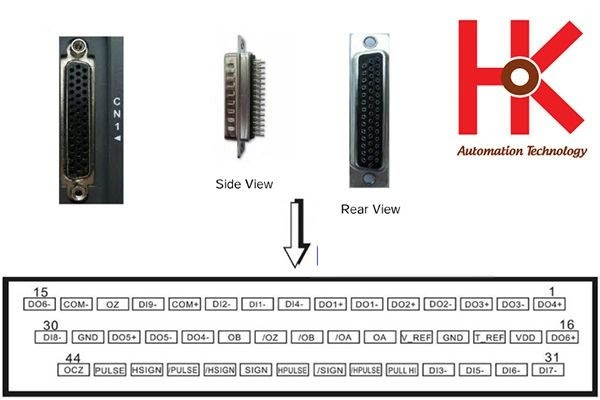 CN1
HK
Automation Technology
Side View
Rear View
15 1
DO6- COM- OZ DI9- COM+ DI2- DI1- DI4- DO1+ DO1- DO2+ DO2- DO3+ DO3- DO4+
30 16
DI8- GND DO5+ DO5- DO4- OB /OZ /OB /OA OA V_REF GND T_REF VDD DO6+
44 31
OCZ PULSE HSIGN /PULSE /HSIGN SIGN HPULSE /SIGN /HPULSE PULL HI DI3- DI5- DI6- DI7-